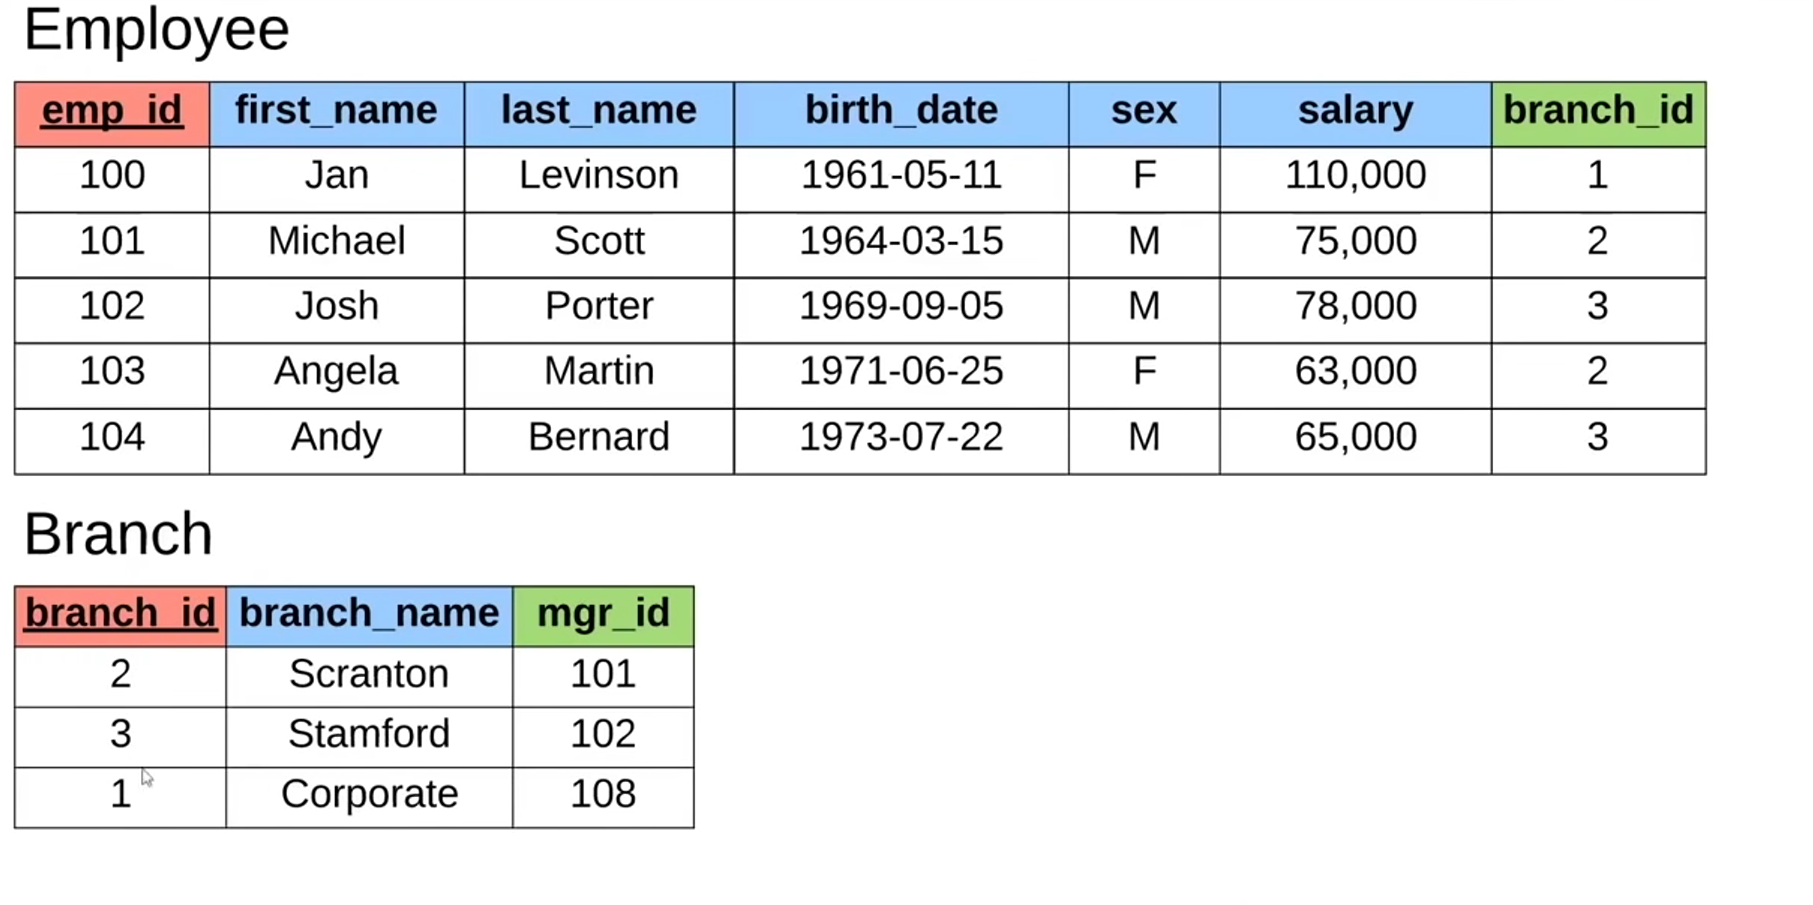 Employee
emp_id first_name last_name birth_date sex salary branch_id
100 Jan Levinson 1961-05-11 F 110,000 1
101 Michael Scott 1964-03-15 M 75,000 2
102 Josh Porter 1969-09-05 M 78,000 3
103 Angela Martin 1971-06-25 F 63,000 2
104 Andy Bernard 1973-07-22 M 65,000 3
Branch
branch_id branch_name mgr_id
2 Scranton 101
3 Stamford 102
1 Corporate 108